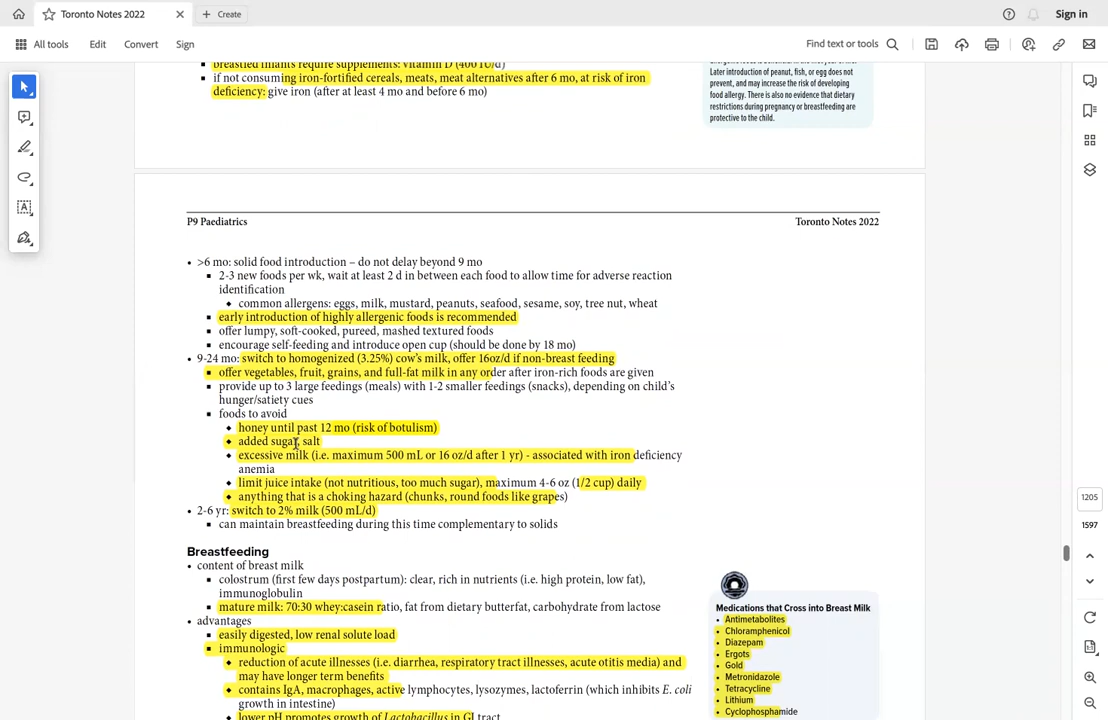 Toronto Notes 2022
Create
Sign in
All tools
Edit
Convert
Sign
Find text or tools
breastfed infants require supplements: vitamin D (400 IU/d)
if not consuming iron-fortified cereals, meats, meat alternatives after 6 mo, at risk of iron
deficiency: give iron (after at least 4 mo and before 6 mo)
Later introduction of peanut, fish, or egg does not
prevent, and may increase the risk of developing
food allergy. There is also no evidence that dietary
restrictions during pregnancy or breastfeeding are
protective to the child.
P9 Paediatrics
Toronto Notes 2022
• >6 mo: solid food introduction – do not delay beyond 9 mo
▪ 2-3 new foods per wk, wait at least 2 d in between each food to allow time for adverse reaction
identification
◆ common allergens: eggs, milk, mustard, peanuts, seafood, sesame, soy, tree nut, wheat
▪ early introduction of highly allergenic foods is recommended
▪ offer lumpy, soft-cooked, pureed, mashed textured foods
▪ encourage self-feeding and introduce open cup (should be done by 18 mo)
• 9-24 mo: switch to homogenized (3.25%) cow's milk, offer 16oz/d if non-breast feeding
▪ offer vegetables, fruit, grains, and full-fat milk in any order after iron-rich foods are given
▪ provide up to 3 large feedings (meals) with 1-2 smaller feedings (snacks), depending on child's
hunger/satiety cues
▪ foods to avoid
◆ honey until past 12 mo (risk of botulism)
◆ added sugar, salt
◆ excessive milk (i.e. maximum 500 mL or 16 oz/d after 1 yr) - associated with iron deficiency
anemia
◆ limit juice intake (not nutritious, too much sugar), maximum 4-6 oz (1/2 cup) daily
◆ anything that is a choking hazard (chunks, round foods like grapes)
• 2-6 yr: switch to 2% milk (500 mL/d)
▪ can maintain breastfeeding during this time complementary to solids
1205
1597
Breastfeeding
• content of breast milk
▪ colostrum (first few days postpartum): clear, rich in nutrients (i.e. high protein, low fat),
immunoglobulin
▪ mature milk: 70:30 whey:casein ratio, fat from dietary butterfat, carbohydrate from lactose
• advantages
▪ easily digested, low renal solute load
▪ immunologic
◆ reduction of acute illnesses (i.e. diarrhea, respiratory tract illnesses, acute otitis media) and
may have longer term benefits
◆ contains IgA, macrophages, active lymphocytes, lysozymes, lactoferrin (which inhibits E. coli
growth in intestine)
◆ lower pH promotes growth of Lactobacillus in GI tract
Medications that Cross into Breast Milk
• Antimetabolites
• Chloramphenicol
• Diazepam
• Ergots
• Gold
• Metronidazole
• Tetracycline
• Lithium
• Cyclophosphamide